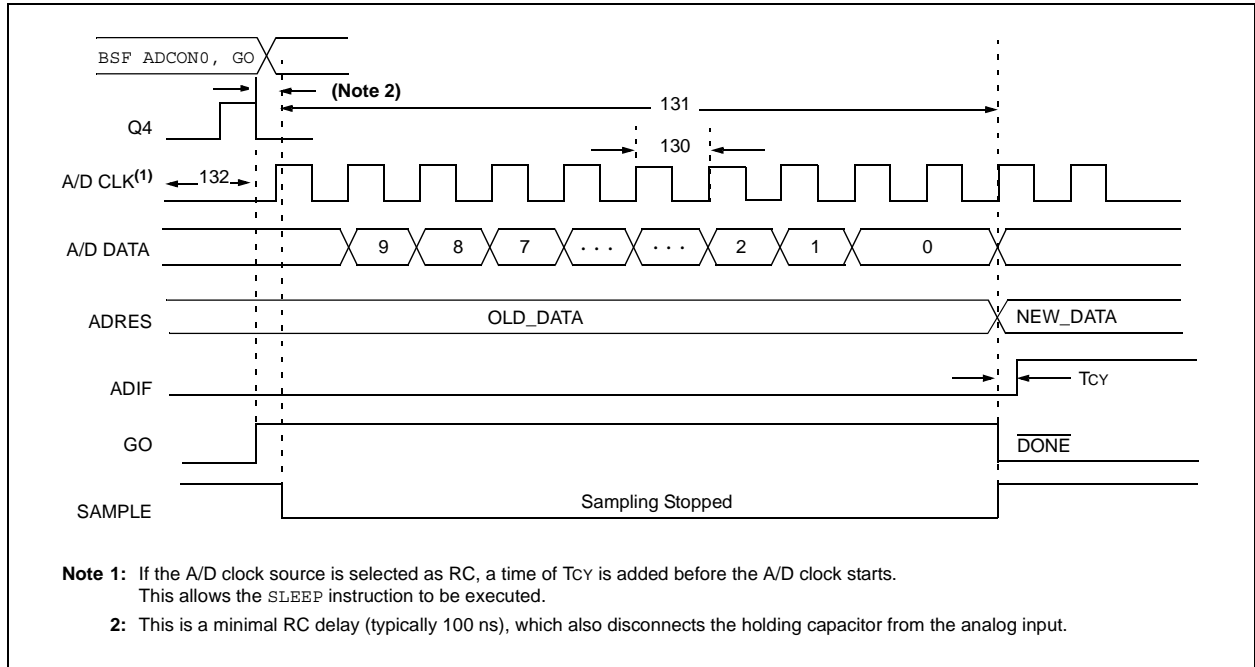 BSF ADCON0, GO
(Note 2)
131
Q4
130
A/D CLK(1)
132
A/D DATA
9 8 7 . . . . . . 2 1 0
ADRES
OLD_DATA
NEW_DATA
ADIF
TCY
GO
DONE
SAMPLE
Sampling Stopped
Note 1: If the A/D clock source is selected as RC, a time of TCY is added before the A/D clock starts.
This allows the SLEEP instruction to be executed.
2: This is a minimal RC delay (typically 100 ns), which also disconnects the holding capacitor from the analog input.